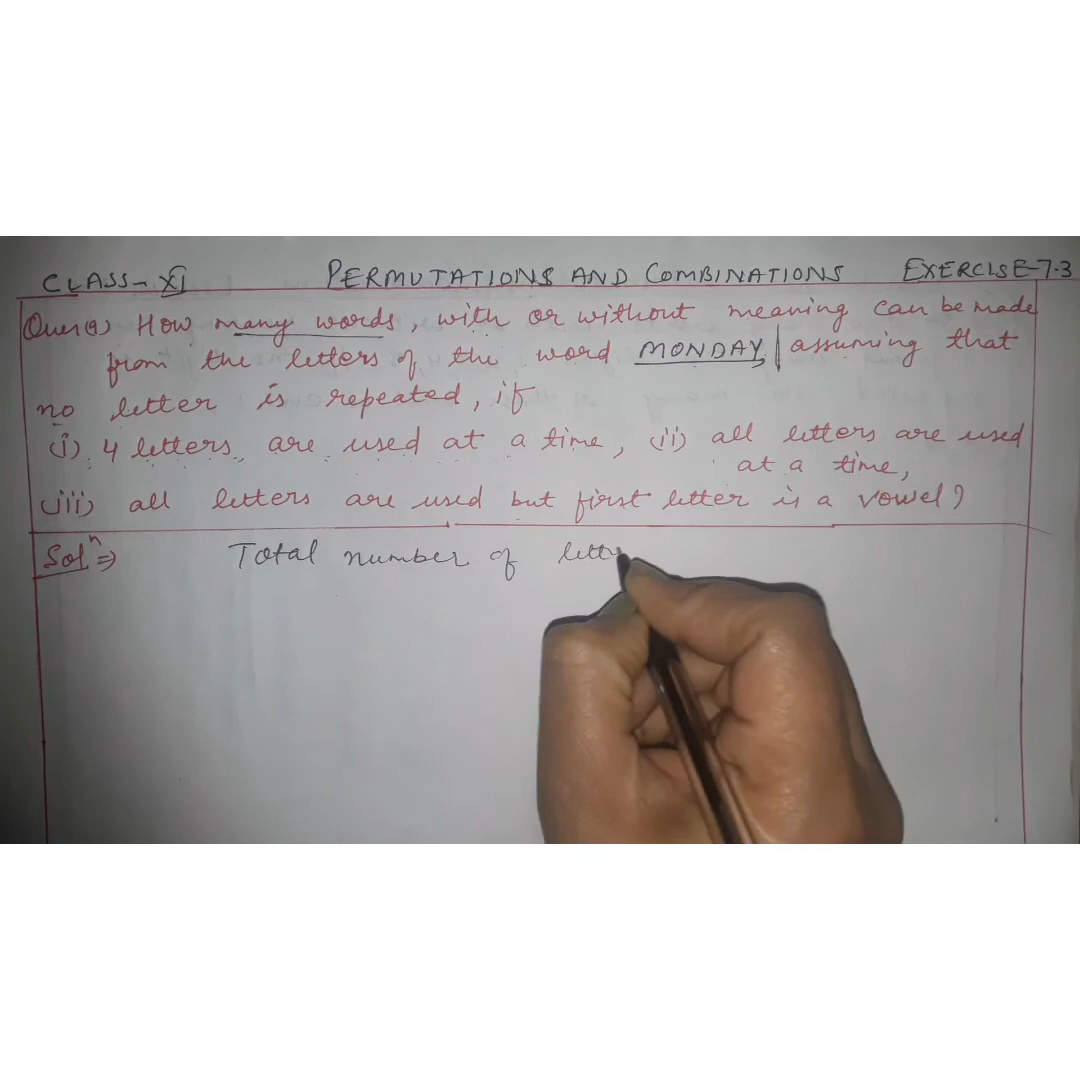 CLASS-XI PERMUTATIONS AND COMBINATIONS EXERCISE-7.3
Ques(9) How many words, with or without meaning can be made
from the letters of the word MONDAY, assuming that
no letter is repeated, if
(i) 4 letters are used at a time, (ii) all letters are used
at a time,
(iii) all letters are used but first letter is a vowel?
Solⁿ⇒ Total number of lette